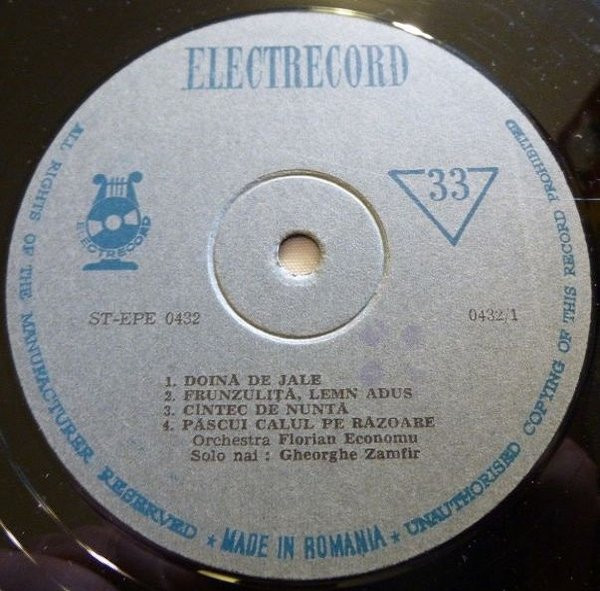 ELECTRECORD
ELECTRECORD
33
ST-EPE 0432
0432/1
1. DOINĂ DE JALE
2. FRUNZULIȚĂ, LEMN ADUS
3. CÎNTEC DE NUNTĂ
4. PĂSCUI CALUL PE RĂZOARE
Orchestra Florian Economu
Solo nai : Gheorghe Zamfir
ALL RIGHTS OF THE MANUFACTURER RESERVED ★ MADE IN ROMANIA ★ UNAUTHORISED COPYING OF THIS RECORD PROHIBITED